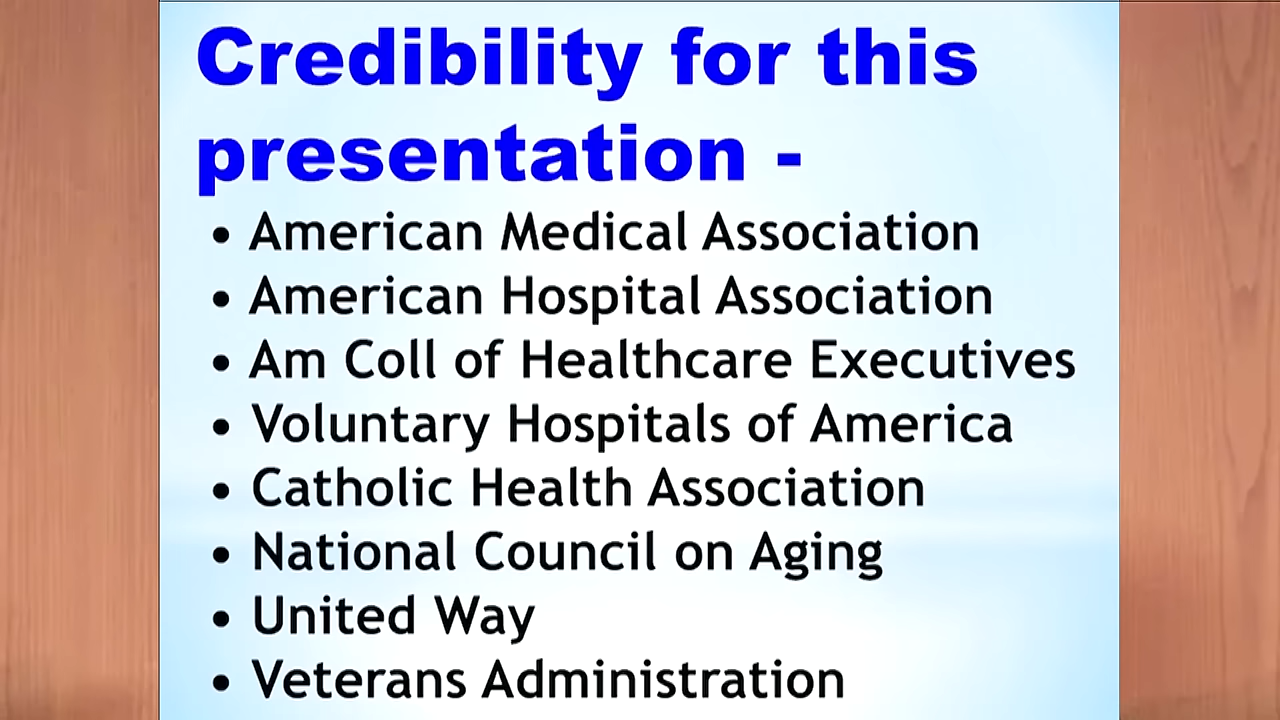 Credibility for this
presentation -
• American Medical Association
• American Hospital Association
• Am Coll of Healthcare Executives
• Voluntary Hospitals of America
• Catholic Health Association
• National Council on Aging
• United Way
• Veterans Administration